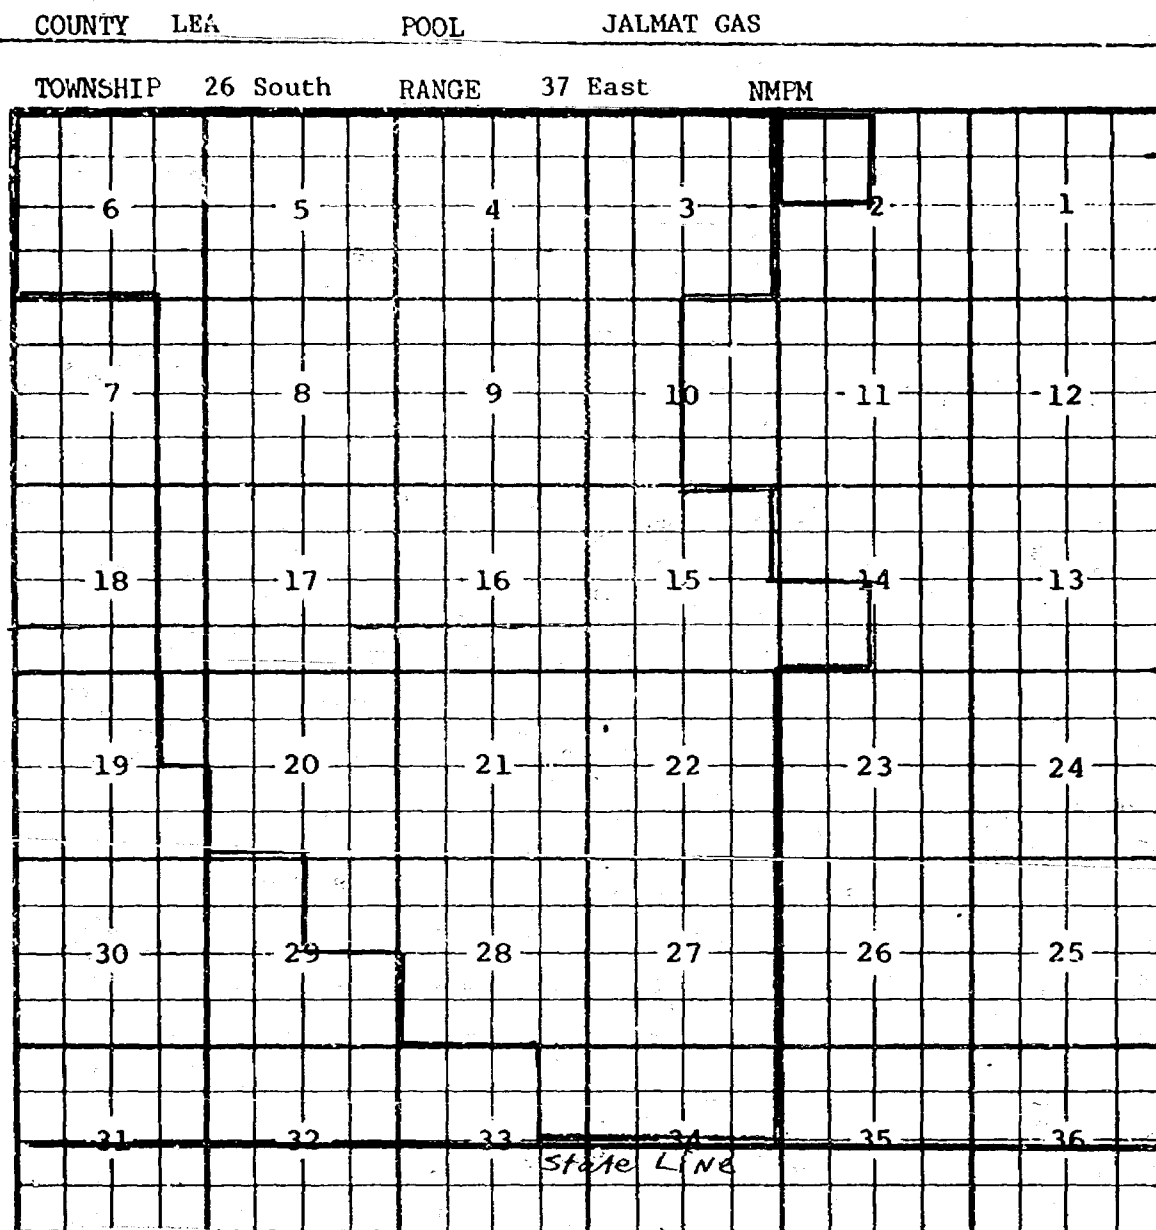 COUNTY LEA POOL JALMAT GAS
TOWNSHIP 26 South RANGE 37 East NMPM
6 5 4 3 2 1
7 8 9 10 11 12
18 17 16 15 14 13
19 20 21 22 23 24
30 29 28 27 26 25
31 32 33 34 35 36
State Line